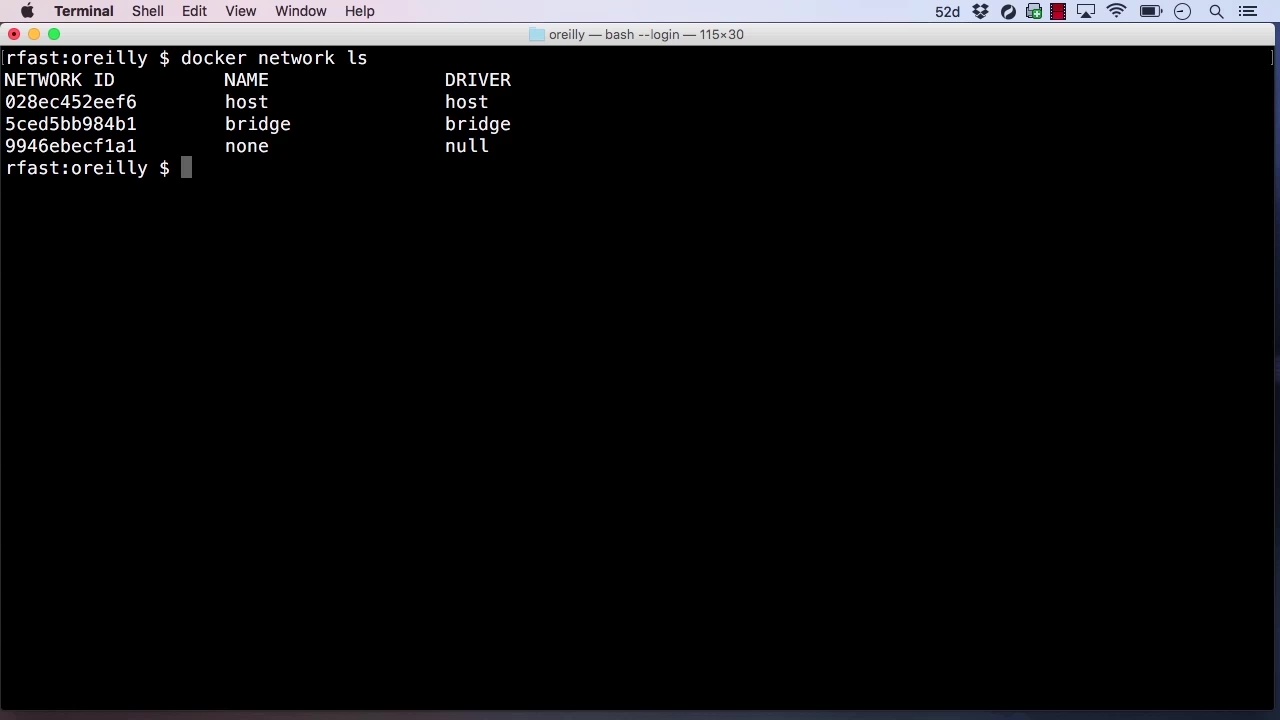 Terminal Shell Edit View Window Help 52d
oreilly — bash --login — 115×30
rfast:oreilly $ docker network ls
NETWORK ID NAME DRIVER
028ec452eef6 host host
5ced5bb984b1 bridge bridge
9946ebecf1a1 none null
rfast:oreilly $